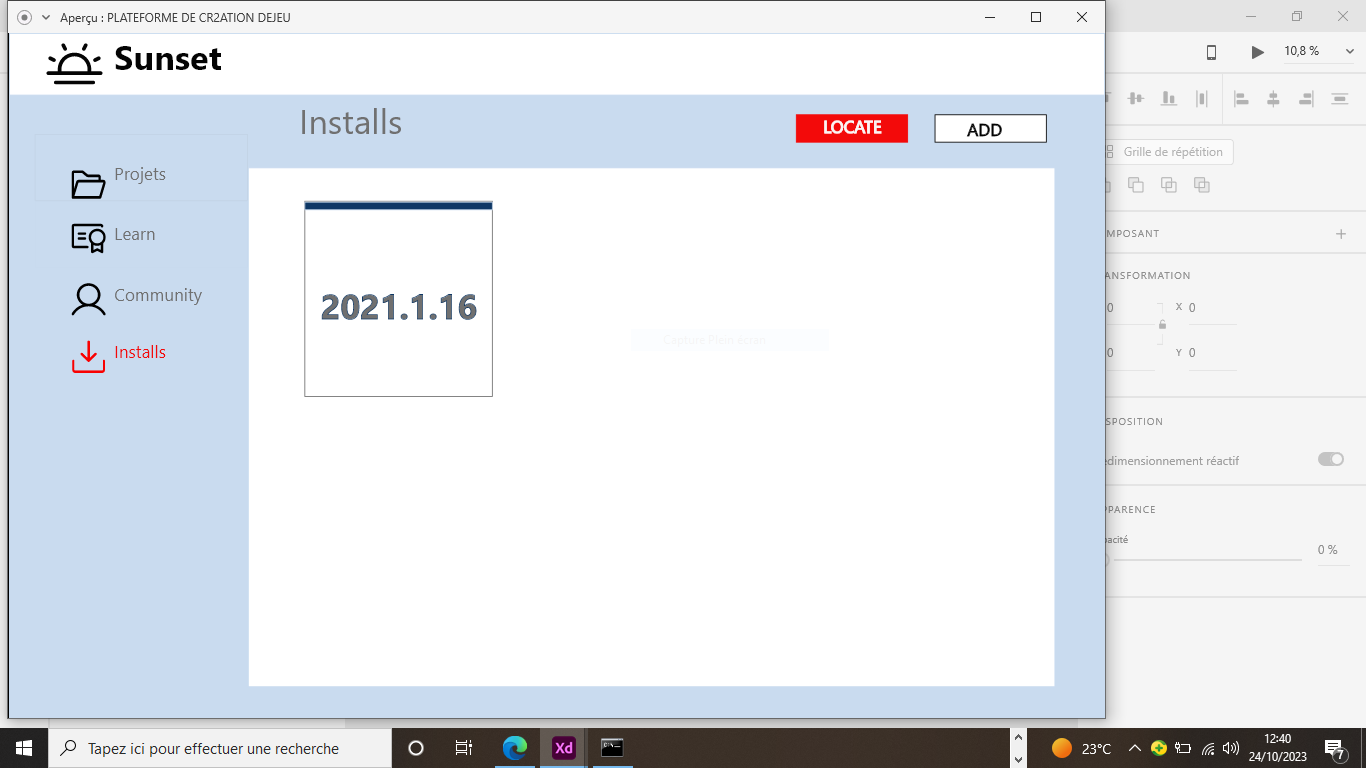 Aperçu : PLATEFORME DE CR2ATION DEJEU
Sunset
10,8 %
Installs
LOCATE
ADD
Projets
Learn
Community
Installs
2021.1.16
Capture Plein écran
Grille de répétition
MPOSANT
ANSFORMATION
0
X 0
0
Y 0
SPOSITION
edimensionnement réactif
PPARENCE
pacité
0 %
Tapez ici pour effectuer une recherche
Xd
23°C
12:40
24/10/2023
7